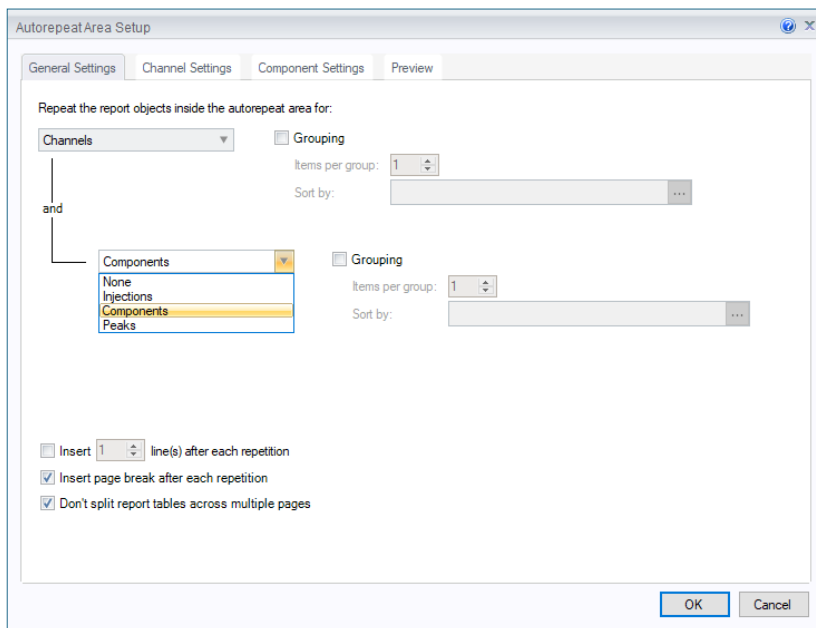 Autorepeat Area Setup
General Settings Channel Settings Component Settings Preview
Repeat the report objects inside the autorepeat area for:
Channels Grouping
Items per group: 1
Sort by: ...
and
Components Grouping
None Items per group: 1
Injections
Components Sort by: ...
Peaks
Insert 1 line(s) after each repetition
Insert page break after each repetition
Don't split report tables across multiple pages
OK Cancel